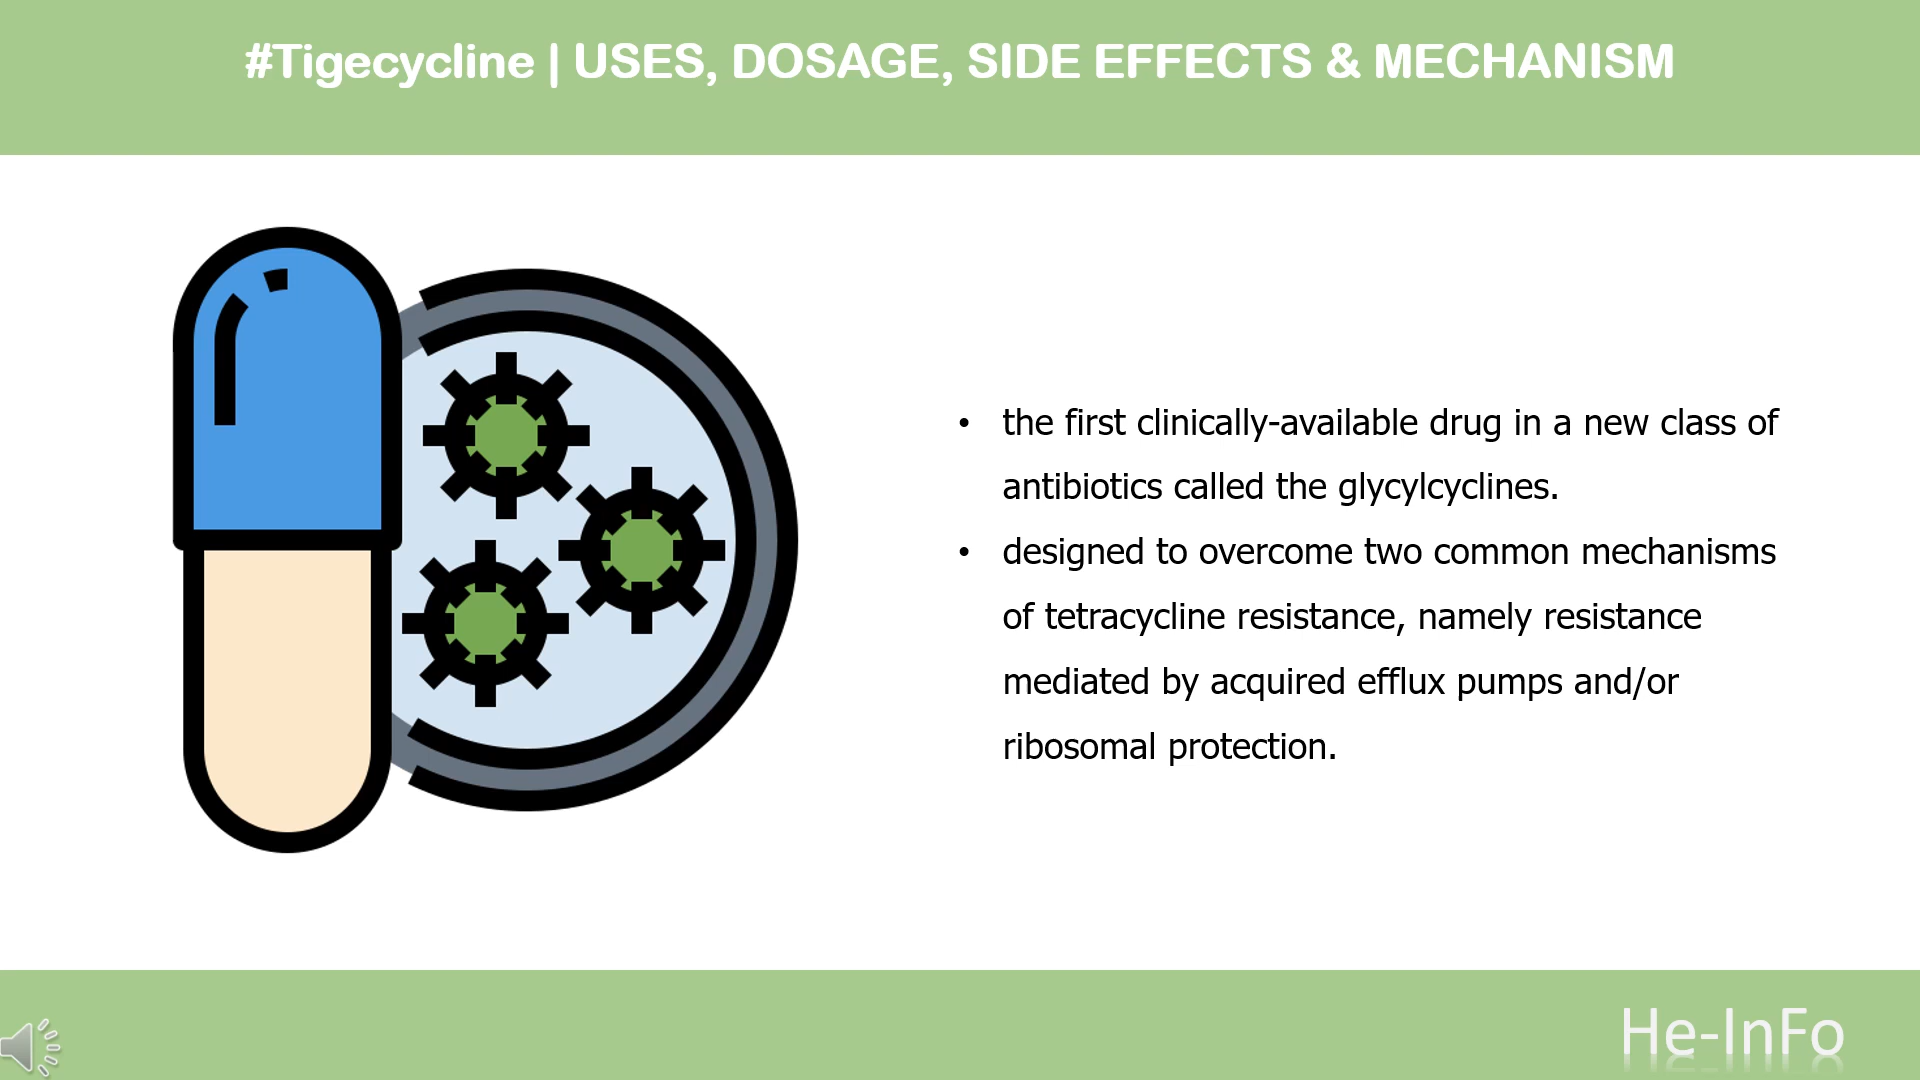 #Tigecycline | USES, DOSAGE, SIDE EFFECTS & MECHANISM
• the first clinically-available drug in a new class of
antibiotics called the glycylcyclines.
• designed to overcome two common mechanisms
of tetracycline resistance, namely resistance
mediated by acquired efflux pumps and/or
ribosomal protection.
He-InFo